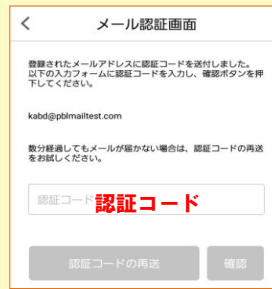 メール認証画面
登録されたメールアドレスに認証コードを送付しました。
以下の入力フォームに認証コードを入力し、確認ボタンを押
下してください。
kabd@pblmailtest.com
数分経過してもメールが届かない場合は、認証コードの再送
をお試しください。
認証コード
認証コード
認証コードの再送
確認